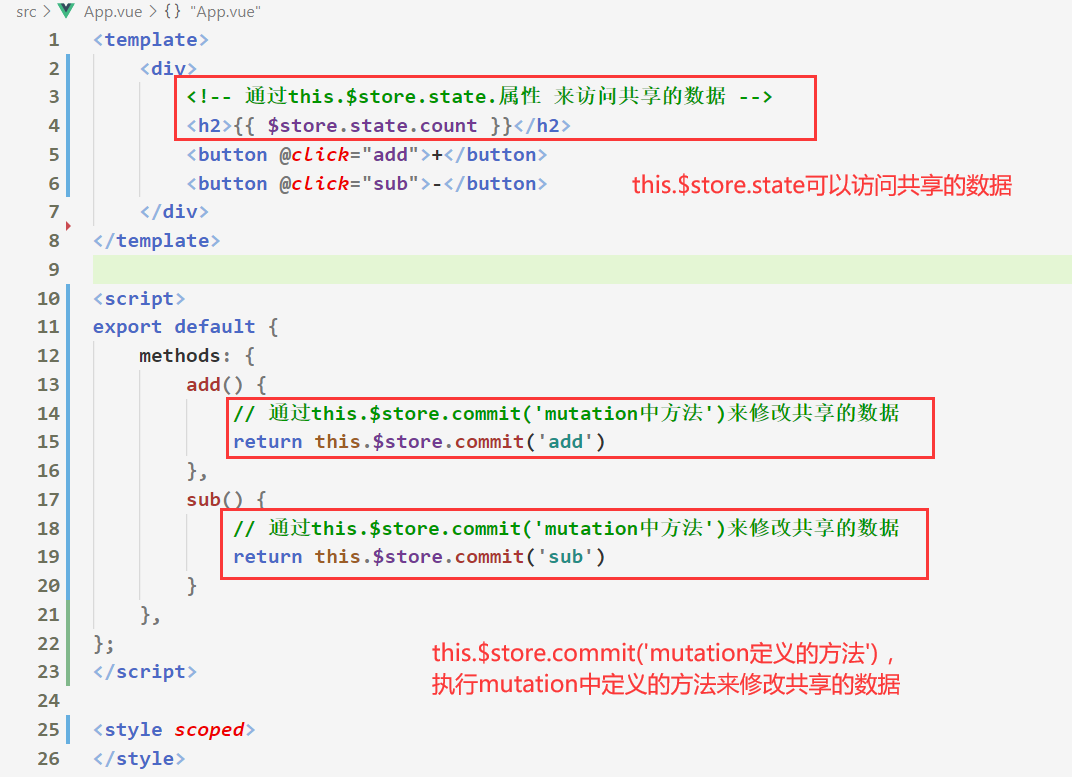 src > App.vue > {} "App.vue"
1 <template>
2 <div>
3 <!-- 通过this.$store.state.属性 来访问共享的数据 -->
4 <h2>{{ $store.state.count }}</h2>
5 <button @click="add">+</button>
6 <button @click="sub">-</button>
this.$store.state可以访问共享的数据
7 </div>
8 </template>
9
10 <script>
11 export default {
12 methods: {
13 add() {
14 // 通过this.$store.commit('mutation中方法')来修改共享的数据
15 return this.$store.commit('add')
16 },
17 sub() {
18 // 通过this.$store.commit('mutation中方法')来修改共享的数据
19 return this.$store.commit('sub')
20 }
21 },
22 };
23 </script>
this.$store.commit('mutation定义的方法')，
执行mutation中定义的方法来修改共享的数据
24
25 <style scoped>
26 </style>